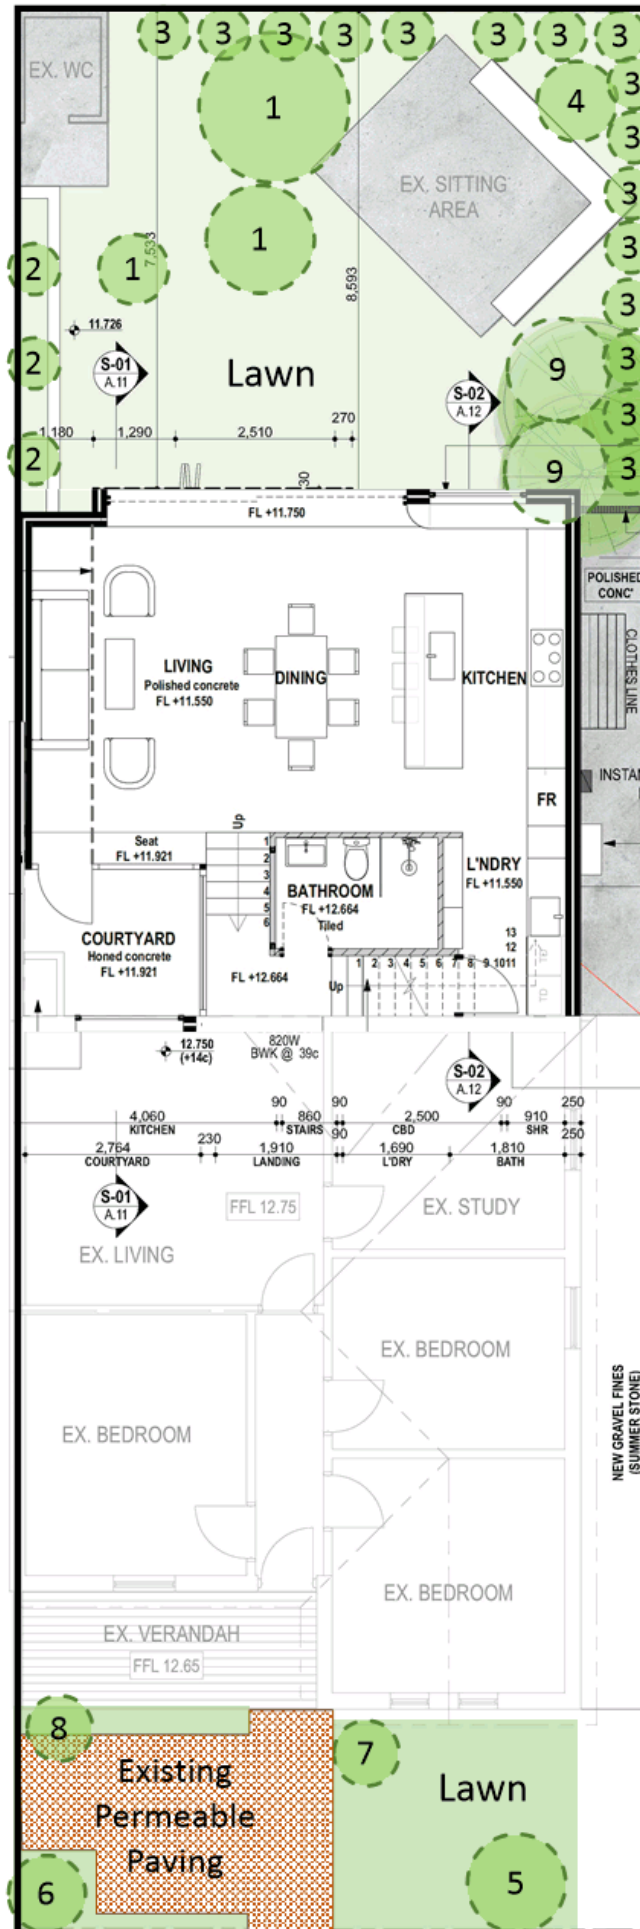 3 3 3 3 3 3 3 3
EX. WC
3
1
4
3
EX. SITTING
AREA
3
1
3
2
1
7,533
8,593
3
11.726
2
S-01
A.11
Lawn
9
3
S-02
A.12
3
1,180 1,290 2,510 270
2
9
3
30
FL +11.750
POLISHED
CONC'
CLOTHES LINE
LIVING
Polished concrete
FL +11.550
DINING
KITCHEN
FR
Up
Seat
FL +11.921
1
2
3
4
5
6
BATHROOM
FL +12.664
Tiled
L'NDRY
FL +11.550
COURTYARD
Honed concrete
FL +11.921
13
12
FL +12.664
Up
1 2 3 4 5 6 7 8 9 10 11
TD
12.750
(+14c)
820W
BWK @ 39c
S-02
A.12
90 90 90 250
4,060 860 2,500 910
KITCHEN STAIRS CBD SHR
230 90 250
2,764 1,910 1,690 1,810
COURTYARD LANDING L'DRY BATH
S-01
A.11
FFL 12.75
EX. STUDY
EX. LIVING
EX. BEDROOM
NEW GRAVEL FINES
(SUMMER STONE)
EX. BEDROOM
EX. BEDROOM
EX. VERANDAH
FFL 12.65
8
Existing
Permeable
Paving
7
Lawn
6
5